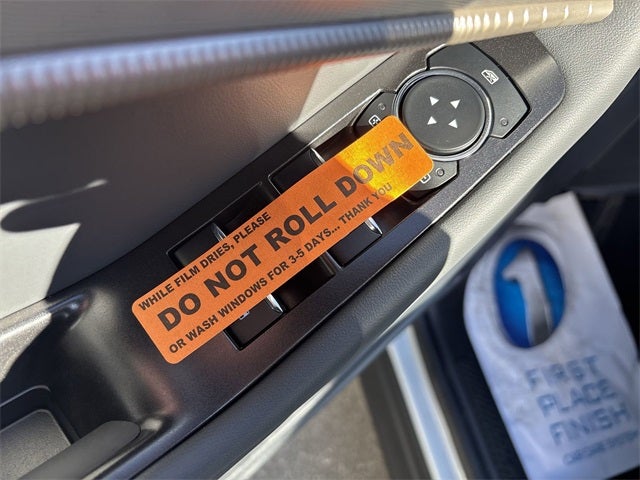 WHILE FILM DRIES, PLEASE
DO NOT ROLL DOWN
OR WASH WINDOWS FOR 3-5 DAYS... THANK YOU
1
FIRST
PLACE
FINISH